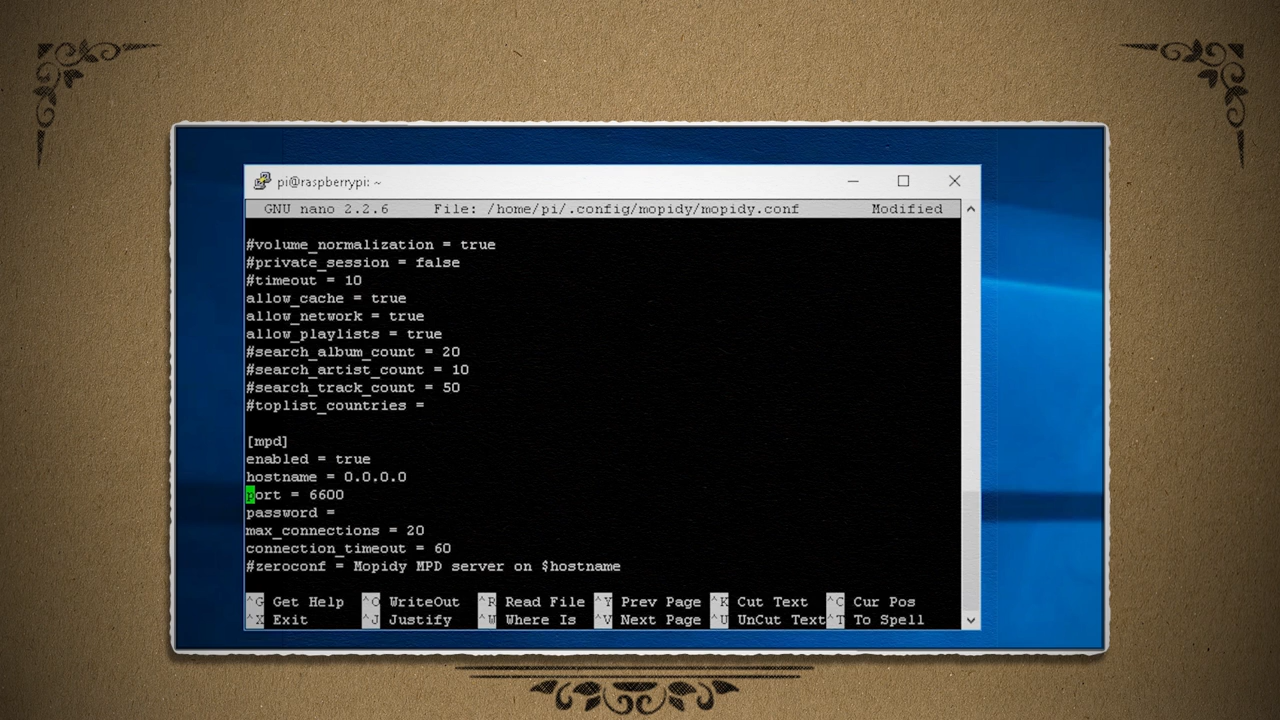 pi@raspberrypi: ~
GNU nano 2.2.6 File: /home/pi/.config/mopidy/mopidy.conf Modified
#volume_normalization = true
#private_session = false
#timeout = 10
allow_cache = true
allow_network = true
allow_playlists = true
#search_album_count = 20
#search_artist_count = 10
#search_track_count = 50
#toplist_countries =
[mpd]
enabled = true
hostname = 0.0.0.0
port = 6600
password =
max_connections = 20
connection_timeout = 60
#zeroconf = Mopidy MPD server on $hostname
^G Get Help ^O WriteOut ^R Read File ^Y Prev Page ^K Cut Text ^C Cur Pos
^X Exit ^J Justify ^W Where Is ^V Next Page ^U UnCut Text ^T To Spell